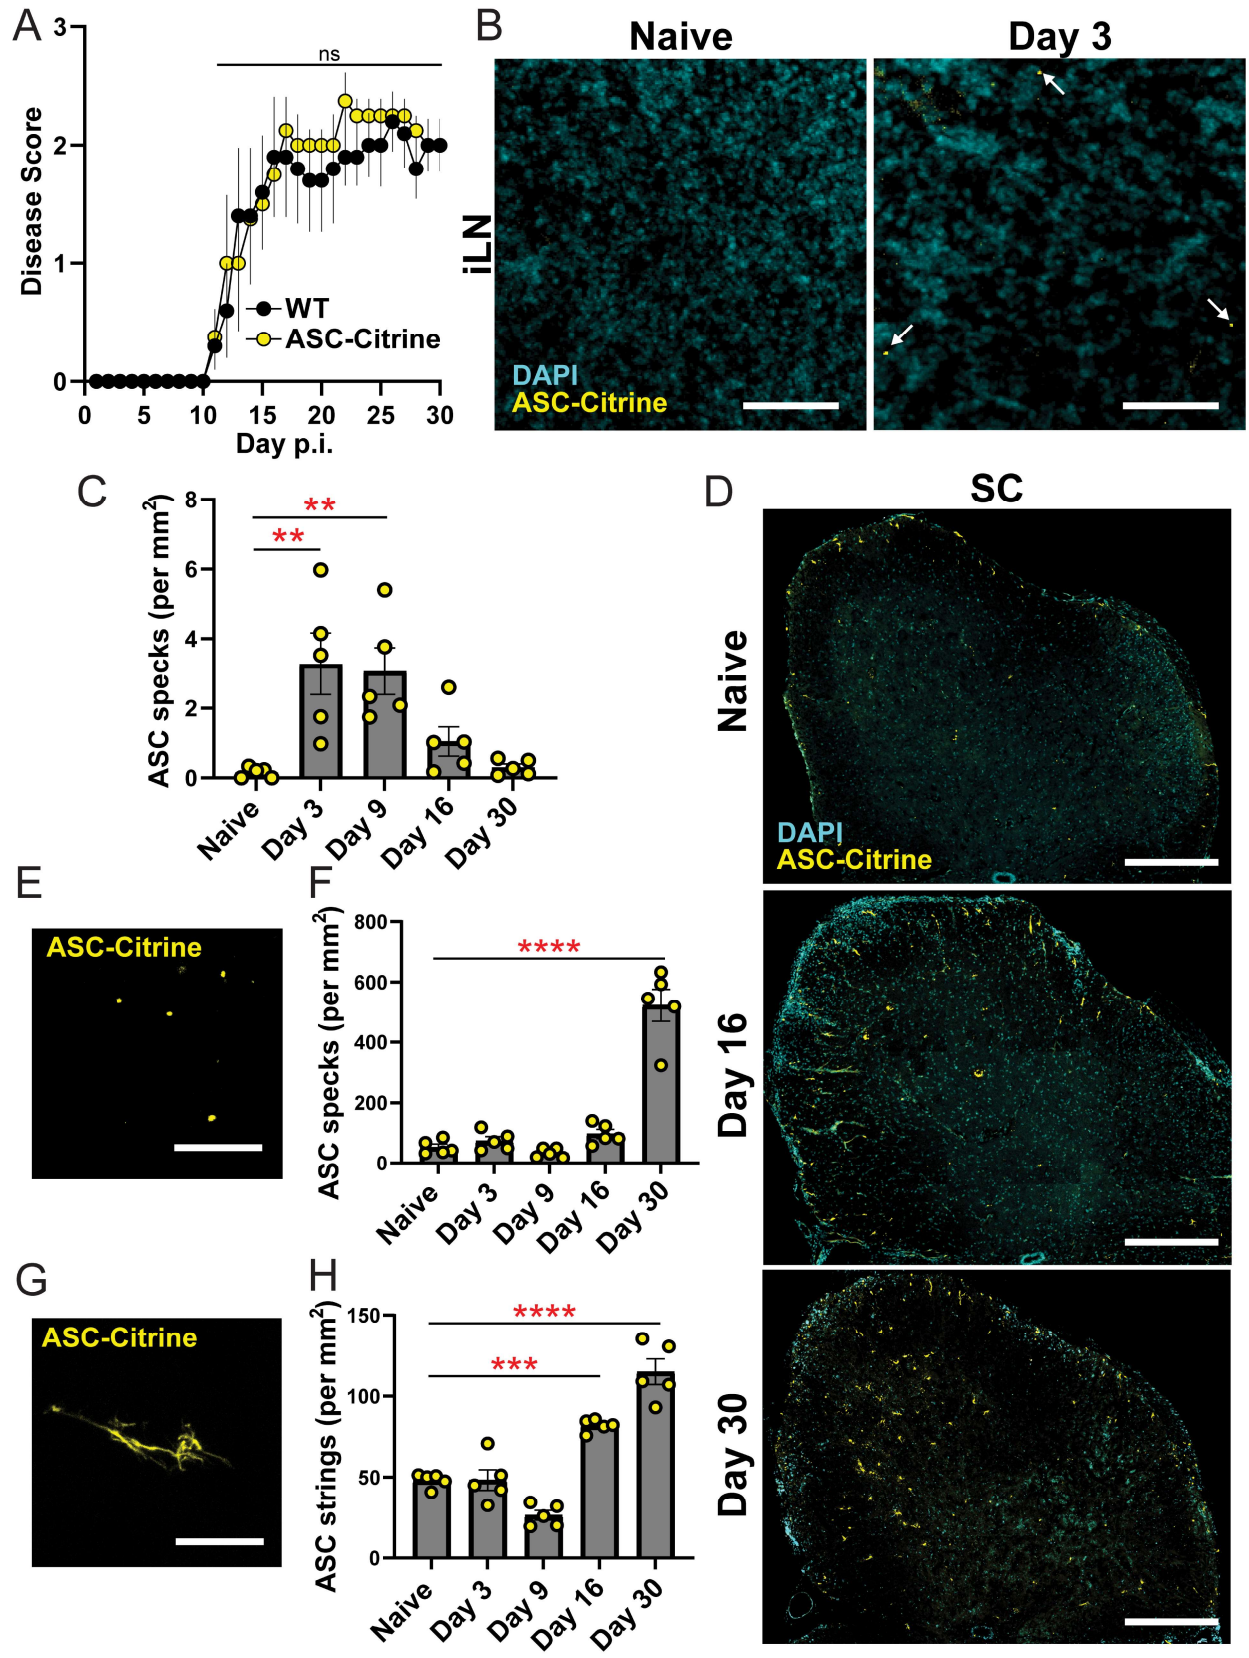 A
3
2
1
0
Disease Score
ns
WT
ASC-Citrine
0 5 10 15 20 25 30
Day p.i.
B
Naive
Day 3
iLN
DAPI
ASC-Citrine
C
ASC specks (per mm²)
8
6
4
2
0
**
**
Naive
Day 3
Day 9
Day 16
Day 30
D
SC
Naive
DAPI
ASC-Citrine
Day 16
Day 30
E
ASC-Citrine
F
ASC specks (per mm²)
800
600
400
200
0
****
Naive
Day 3
Day 9
Day 16
Day 30
G
ASC-Citrine
H
ASC strings (per mm²)
150
100
50
0
****
***
Naive
Day 3
Day 9
Day 16
Day 30